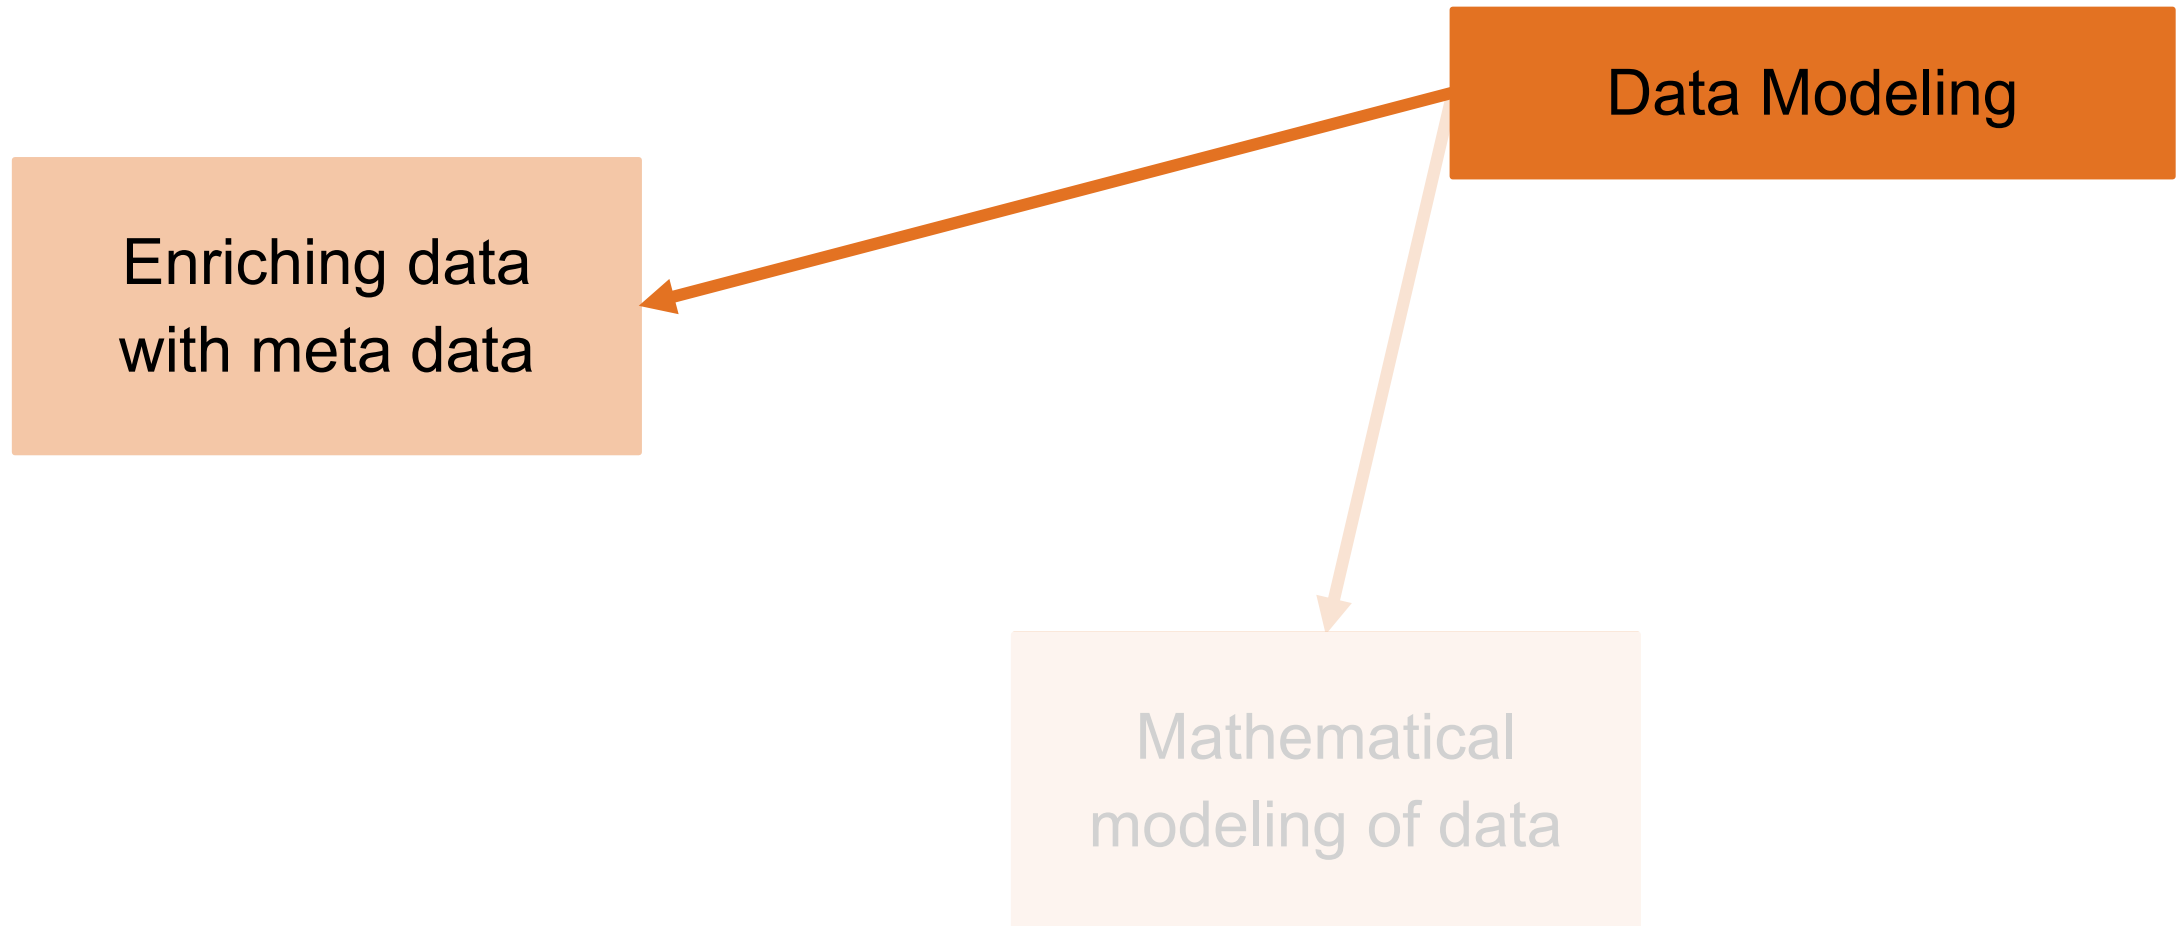 Data Modeling
Enriching data
with meta data
Mathematical
modeling of data